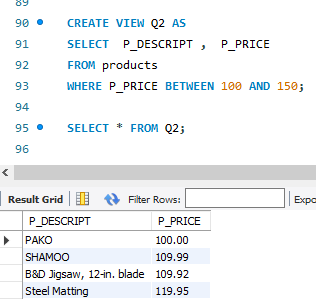 89
90 CREATE VIEW Q2 AS
91 SELECT P_DESCRIPT , P_PRICE
92 FROM products
93 WHERE P_PRICE BETWEEN 100 AND 150;
94
95 SELECT * FROM Q2;
96
Result Grid Filter Rows: Expo
P_DESCRIPT P_PRICE
PAKO 100.00
SHAMOO 109.99
B&D Jigsaw, 12-in. blade 109.92
Steel Matting 119.95